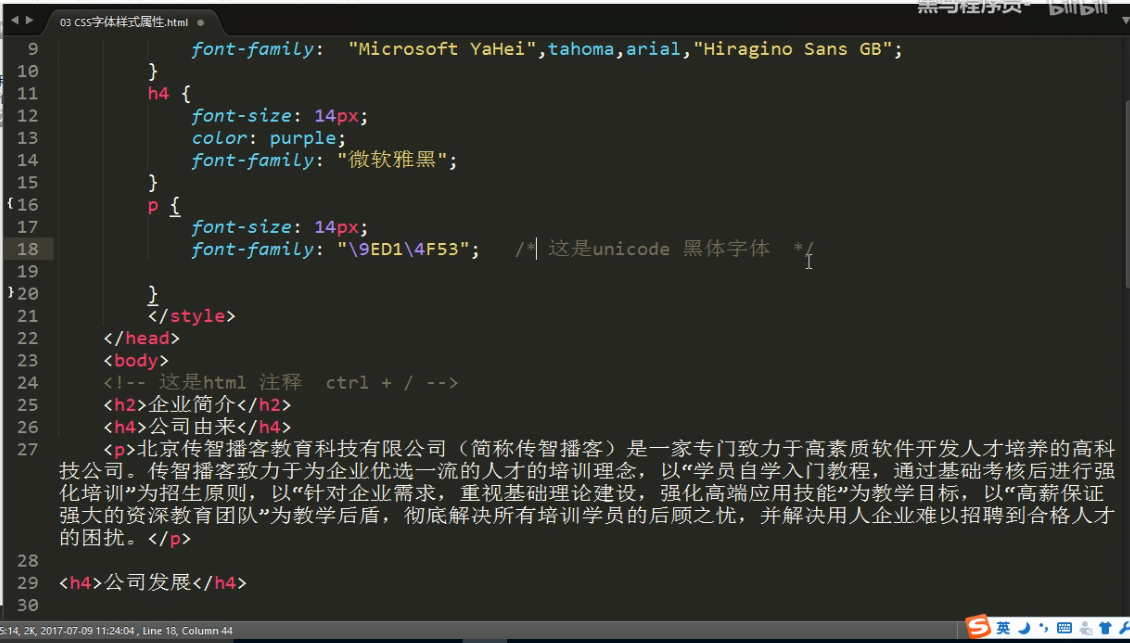 黑马程序员- bilibili
03 CSS字体样式属性.html
9 font-family: "Microsoft YaHei",tahoma,arial,"Hiragino Sans GB";
10 }
11 h4 {
12 font-size: 14px;
13 color: purple;
14 font-family: "微软雅黑";
15 }
16 p {
17 font-size: 14px;
18 font-family: "\9ED1\4F53"; /* 这是unicode 黑体字体 */
19
20 }
21 </style>
22 </head>
23 <body>
24 <!-- 这是html 注释 ctrl + / -->
25 <h2>企业简介</h2>
26 <h4>公司由来</h4>
27 <p>北京传智播客教育科技有限公司（简称传智播客）是一家专门致力于高素质软件开发人才培养的高科
技公司。传智播客致力于为企业优选一流的人才的培训理念，以“学员自学入门教程，通过基础考核后进行强
化培训”为招生原则，以“针对企业需求，重视基础理论建设，强化高端应用技能”为教学目标，以“高薪保证
强大的资深教育团队”为教学后盾，彻底解决所有培训学员的后顾之忧，并解决用人企业难以招聘到合格人才
的困扰。</p>
28
29 <h4>公司发展</h4>
30
5:14, 2K, 2017-07-09 11:24:04 , Line 18, Column 44
英